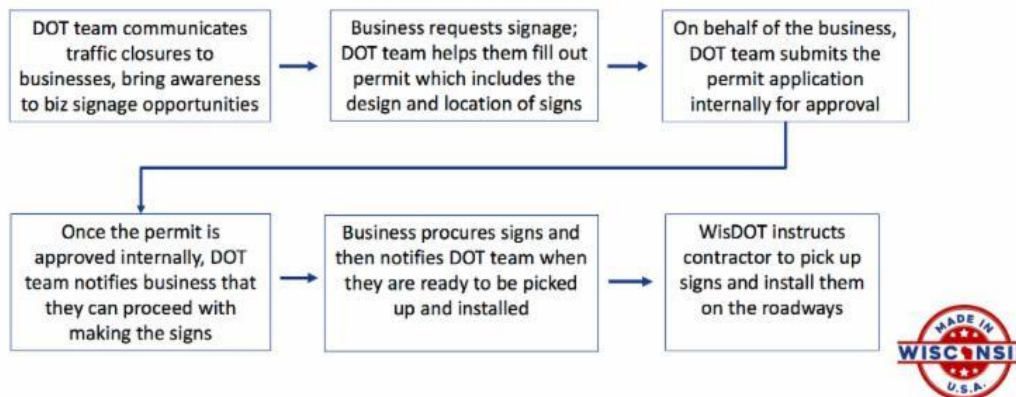 DOT team communicates
traffic closures to
businesses, bring awareness
to biz signage opportunities
Business requests signage;
DOT team helps them fill out
permit which includes the
design and location of signs
On behalf of the business,
DOT team submits the
permit application
internally for approval
Once the permit is
approved internally, DOT
team notifies business that
they can proceed with
making the signs
Business procures signs and
then notifies DOT team when
they are ready to be picked
up and installed
WisDOT instructs
contractor to pick up
signs and install them
on the roadways
MADE IN
WISCONSI
U.S.A.